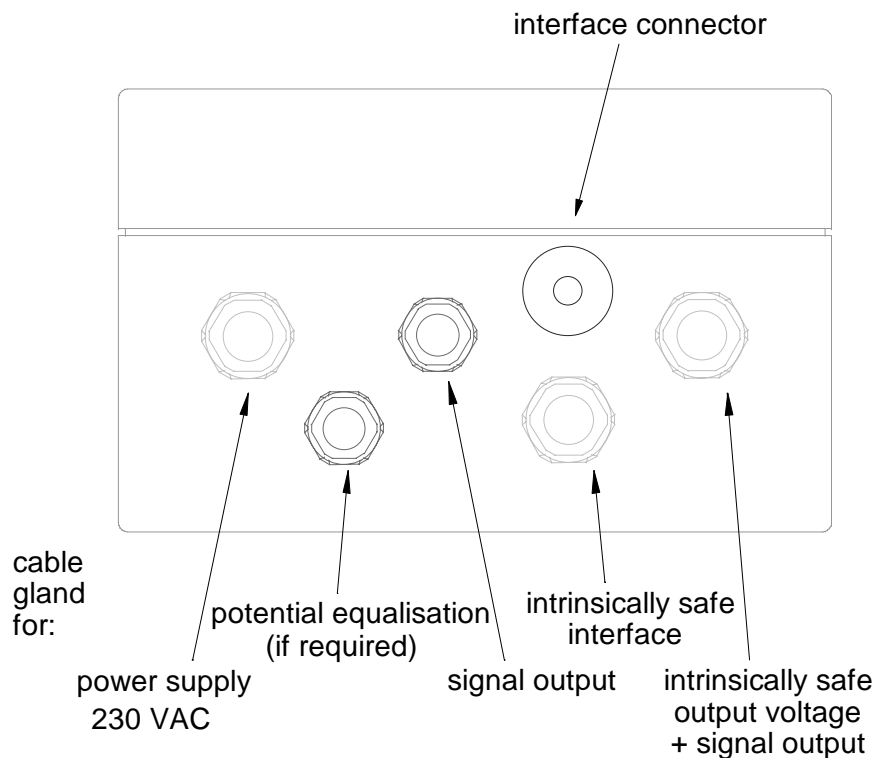 interface connector
cable
gland
for:
potential equalisation
(if required)
intrinsically safe
interface
power supply
230 VAC
signal output
intrinsically safe
output voltage
+ signal output